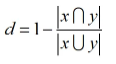 d = 1 - |x ∩ y| / |x ∪ y|